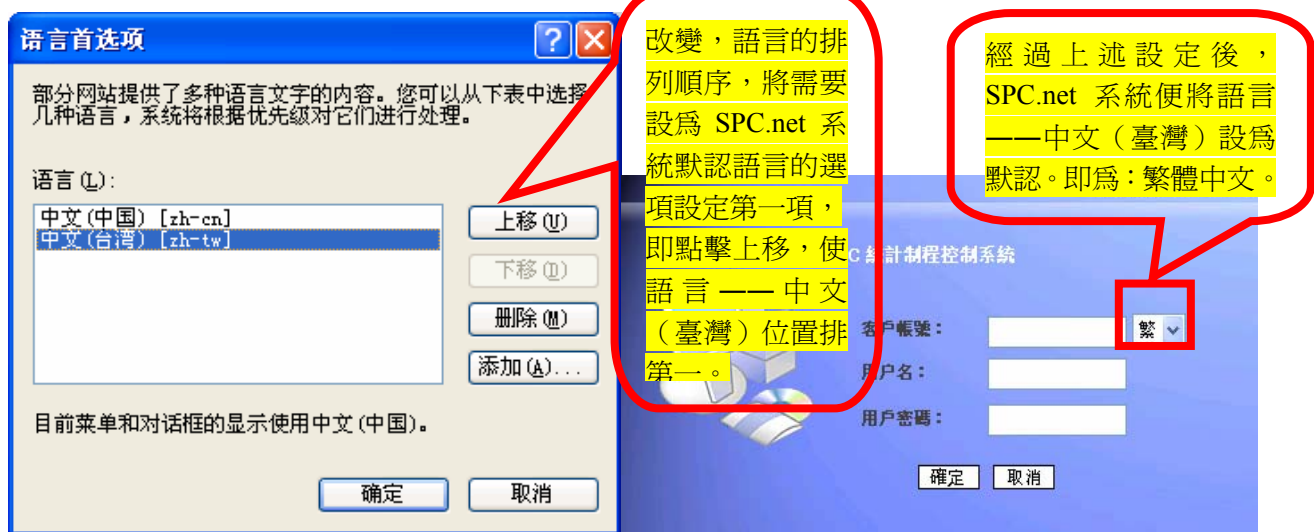 语言首选项
部分网站提供了多种语言文字的内容。您可以从下表中选择
几种语言，系统将根据优先级对它们进行处理。
语言(L):
中文(中国) [zh-cn]
中文(台湾) [zh-tw]
上移(U)
下移(D)
删除(M)
添加(A)...
目前菜单和对话框的显示使用中文(中国)。
确定
取消
改變，語言的排
列順序，將需要
設爲 SPC.net 系
統默認語言的選
項設定第一項，
即點擊上移，使
語言——中文
（臺灣）位置排
第一。
經過上述設定後，
SPC.net 系統便將語言
——中文（臺灣）設爲
默認。即爲：繁體中文。
C 統計制程控制系統
客戶帳號：
繁
用戶名：
用戶密碼：
確定
取消